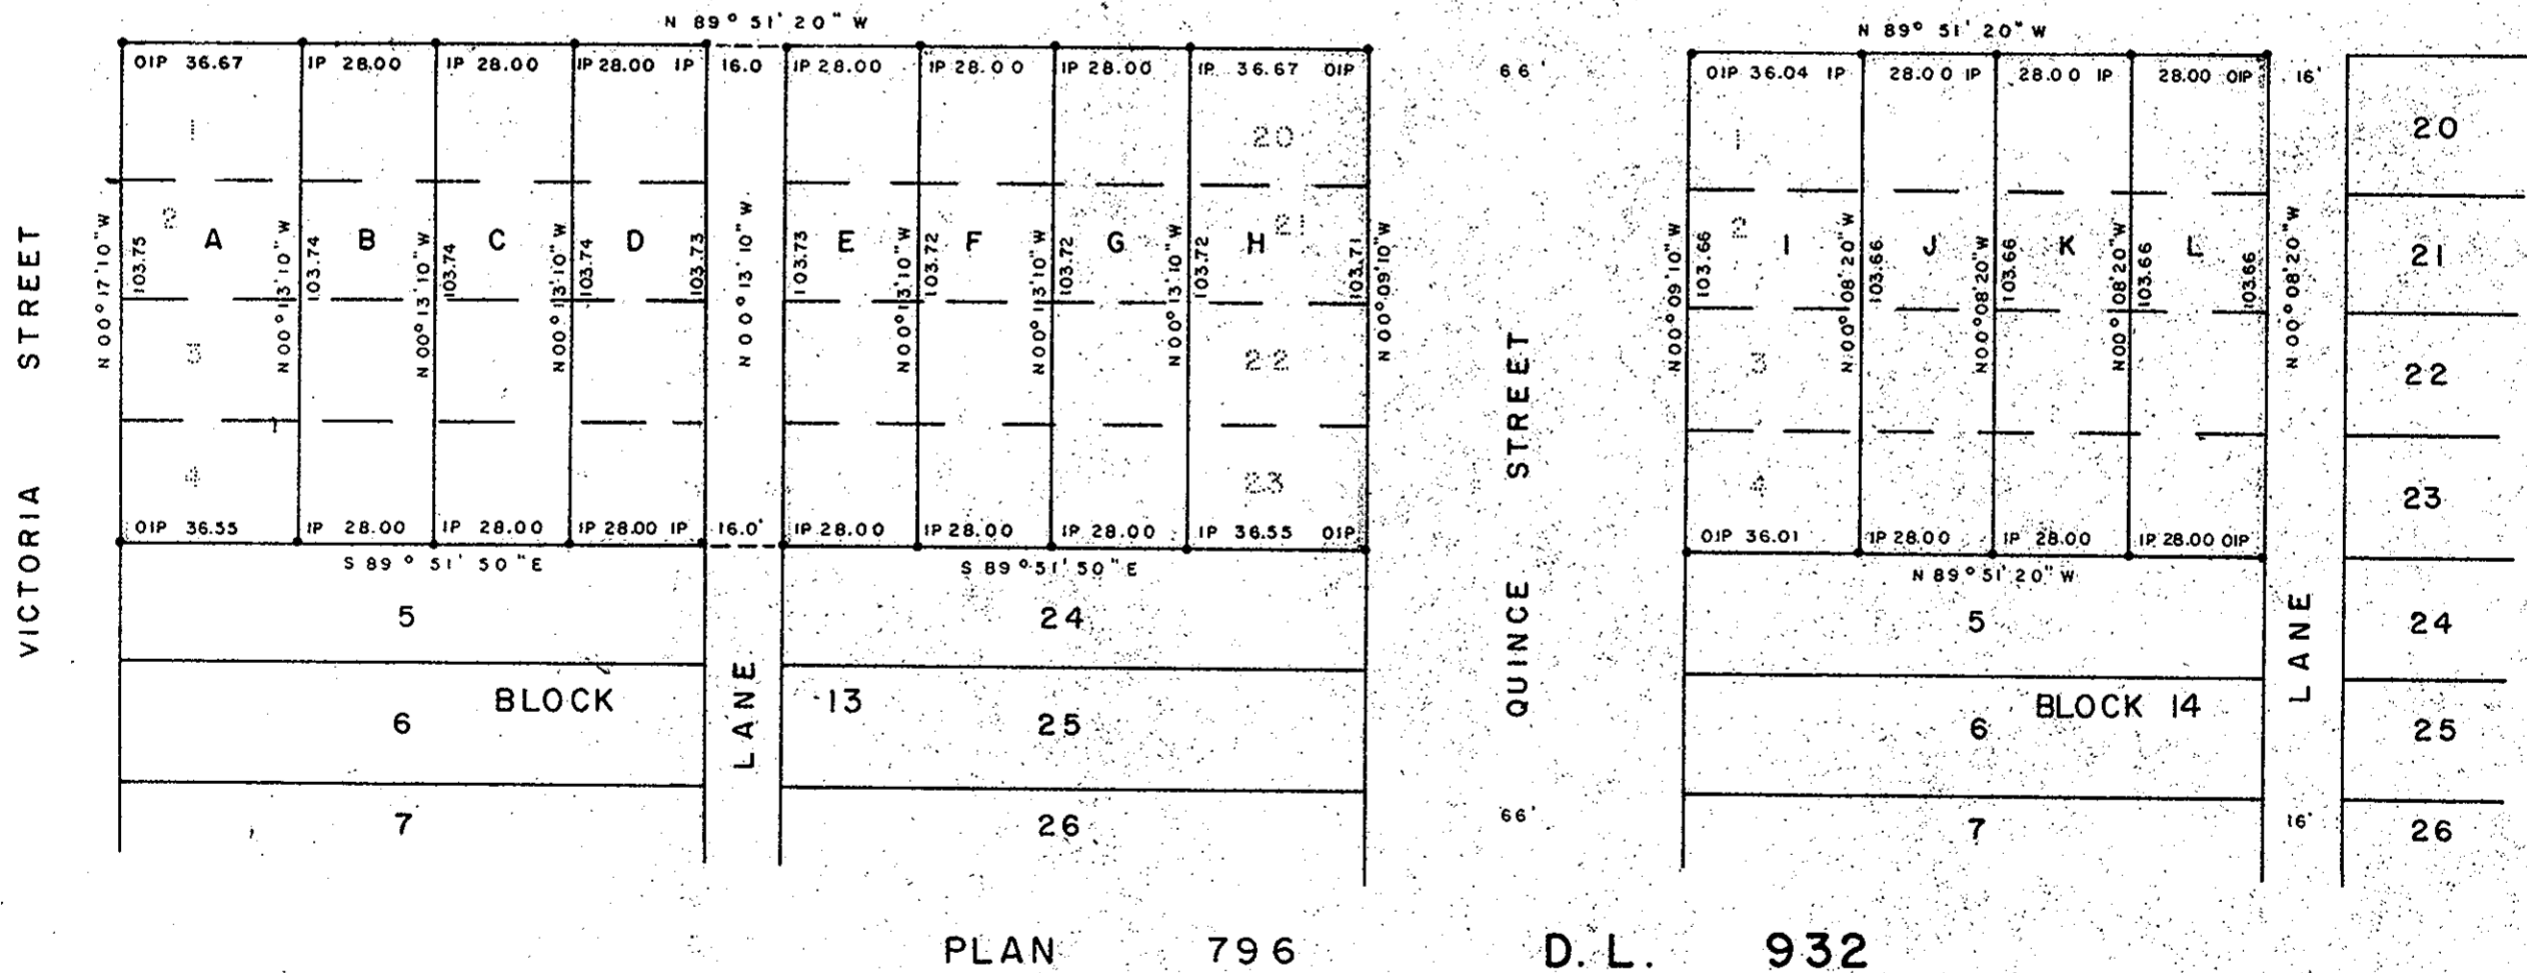 N 89° 51' 20" W
N 89° 51' 20" W
OIP 36.67 IP 28.00 IP 28.00 IP 28.00 IP 16.0 IP 28.00 IP 28.00 IP 28.00 IP 36.67 OIP 66' OIP 36.04 IP 28.00 IP 28.00 IP 28.00 OIP 16'
1 20 1 20
2 21 2
A B C D E F G H I J K L 21
VICTORIA STREET
N 00° 17' 10" W
103.75
N 00° 13' 10" W
103.74
N 00° 13' 10" W
103.74
N 00° 13' 10" W
103.74
103.73
N 00° 13' 10" W
103.73
N 00° 13' 10" W
103.72
N 00° 13' 10" W
103.72
N 00° 13' 10" W
103.72
103.71
N 00° 09' 10" W
QUINCE STREET
N 00° 09' 10" W
103.66
N 00° 08' 20" W
103.66
N 00° 08' 20" W
103.66
N 00° 08' 20" W
103.66
103.66
N 00° 08' 20" W
3 22 3 22
4 23 4 23
OIP 36.55 IP 28.00 IP 28.00 IP 28.00 IP 16.0' IP 28.00 IP 28.00 IP 28.00 IP 36.55 OIP OIP 36.01 IP 28.00 IP 28.00 IP 28.00 OIP
S 89° 51' 50" E S 89° 51' 50" E N 89° 51' 20" W
5 24 5 24
LANE
LANE
BLOCK 13 BLOCK 14
6 25 6 25
7 26 66' 7 16' 26
PLAN 796 D.L. 932